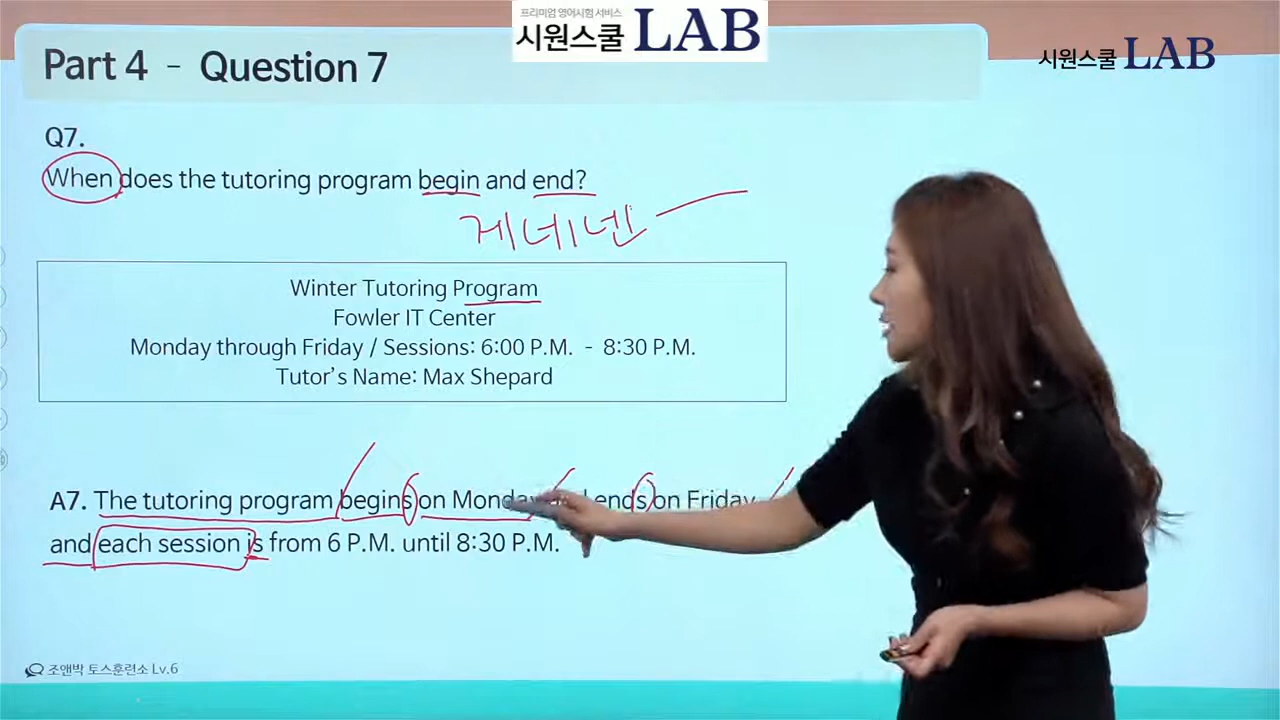 프리미엄 영어시험 서비스
시원스쿨 LAB
시원스쿨 LAB
Part 4 - Question 7
Q7.
When does the tutoring program begin and end?
게네넨
Winter Tutoring Program
Fowler IT Center
Monday through Friday / Sessions: 6:00 P.M. - 8:30 P.M.
Tutor's Name: Max Shepard
A7. The tutoring program begins on Monday ends on Friday
and each session is from 6 P.M. until 8:30 P.M.
조앤박 토스훈련소 Lv.6